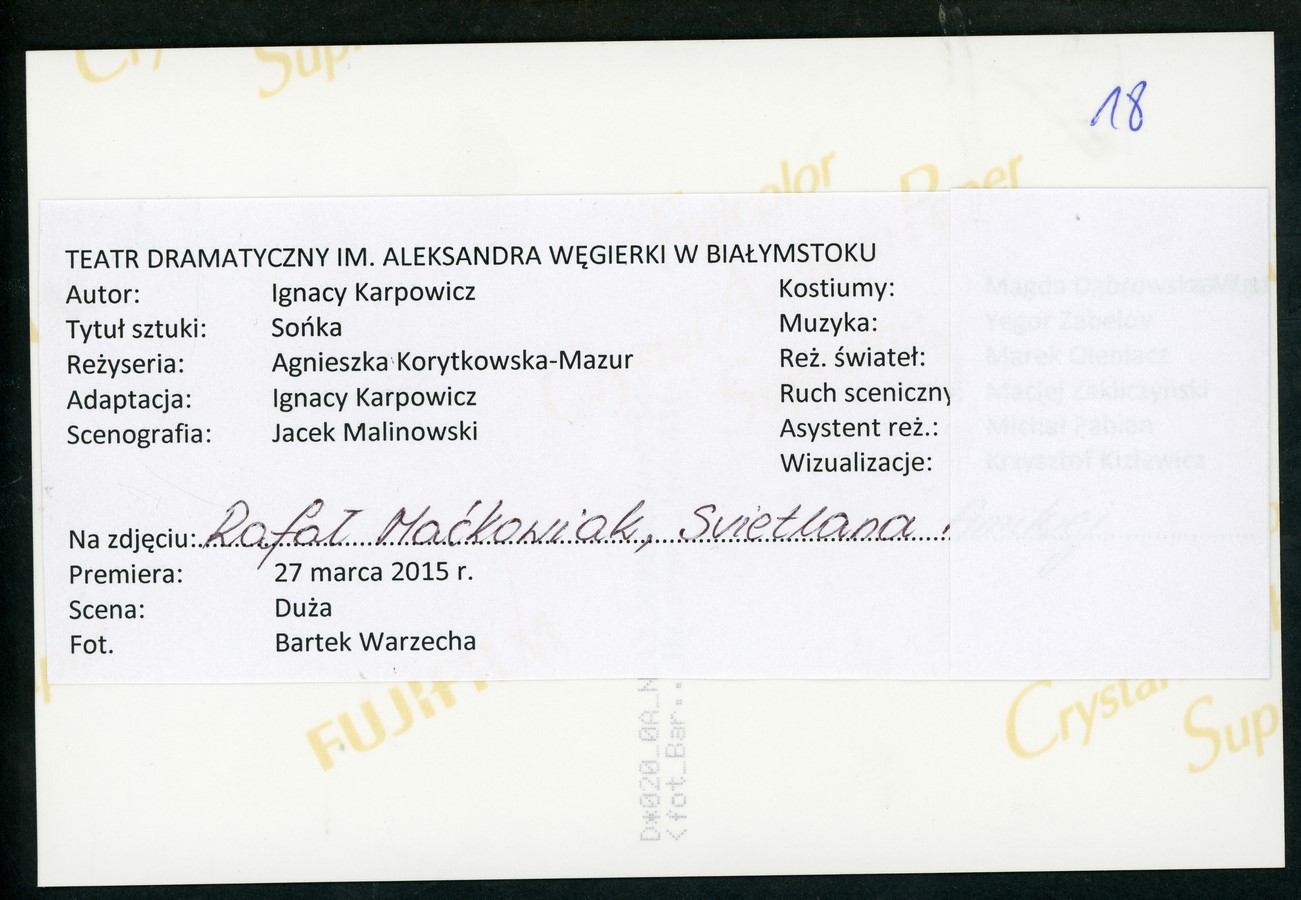 18
TEATR DRAMATYCZNY IM. ALEKSANDRA WĘGIERKI W BIAŁYMSTOKU
Autor: Ignacy Karpowicz Kostiumy: Magda Dąbrowska
Tytuł sztuki: Sońka Muzyka: Yegor Zabelov
Reżyseria: Agnieszka Korytkowska-Mazur Reż. świateł: Marek Oleniacz
Adaptacja: Ignacy Karpowicz Ruch sceniczny: Maciej Zakliczyński
Scenografia: Jacek Malinowski Asystent reż.: Michał Pabian
Wizualizacje: Krzysztof Kiziewicz
Na zdjęciu: Rafał Maćkowiak, Svietlana Anikiej
Premiera: 27 marca 2015 r.
Scena: Duża
Fot. Bartek Warzecha
FUJIFILM
Crystal
Sup
D*020_0A_N
<fot_Bar..